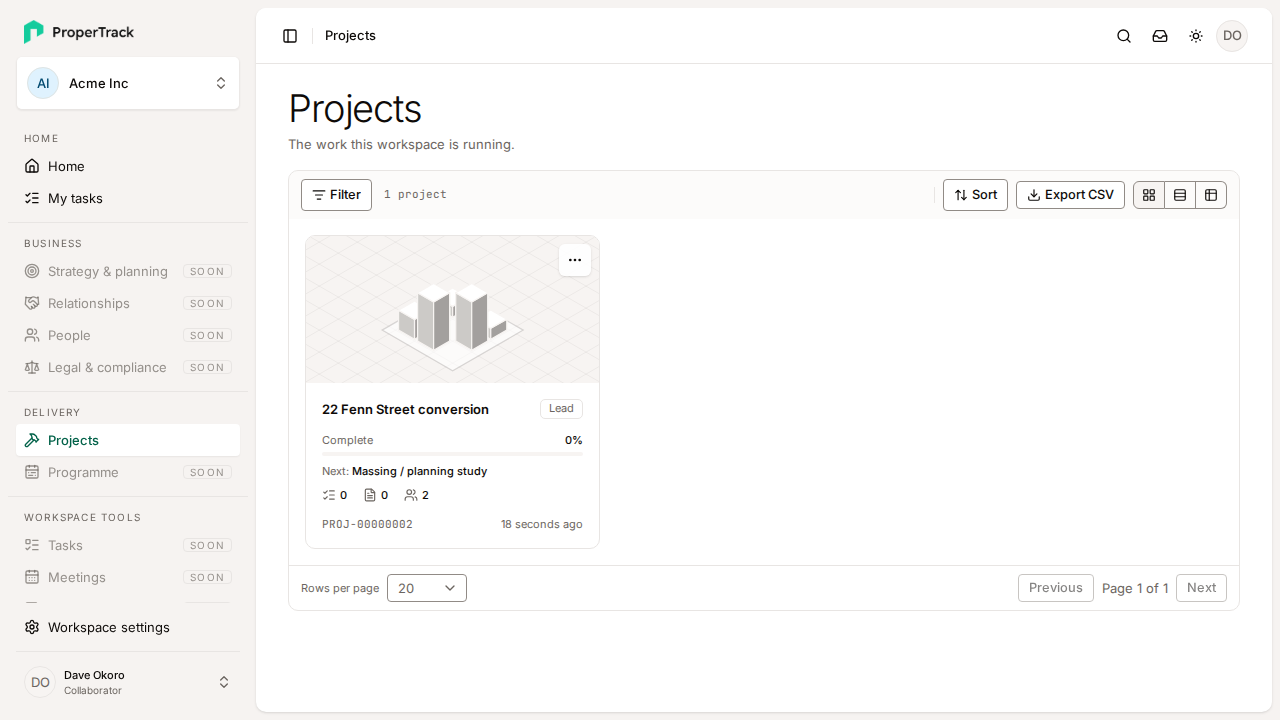 ProperTrack
AI
Acme Inc
HOME
Home
My tasks
BUSINESS
Strategy & planning SOON
Relationships SOON
People SOON
Legal & compliance SOON
DELIVERY
Projects
Programme SOON
WORKSPACE TOOLS
Tasks SOON
Meetings SOON
Workspace settings
DO
Dave Okoro
Collaborator
Projects
DO
Projects
The work this workspace is running.
Filter 1 project Sort Export CSV
22 Fenn Street conversion Lead
Complete 0%
Next: Massing / planning study
0 0 2
PROJ-00000002 18 seconds ago
Rows per page 20 Previous Page 1 of 1 Next